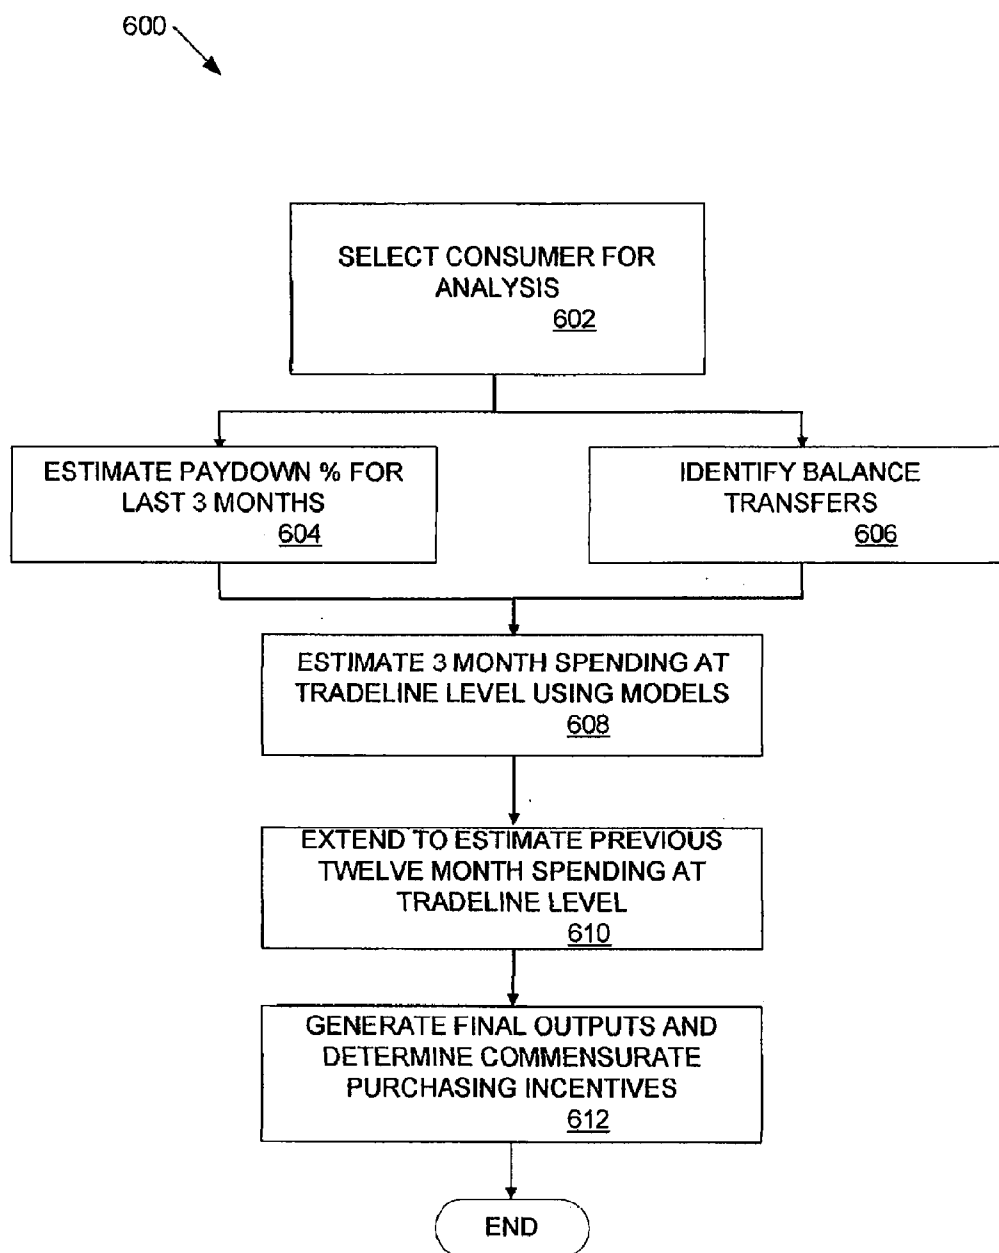 600
SELECT CONSUMER FOR
ANALYSIS
602
ESTIMATE PAYDOWN % FOR
LAST 3 MONTHS
604
IDENTIFY BALANCE
TRANSFERS
606
ESTIMATE 3 MONTH SPENDING AT
TRADELINE LEVEL USING MODELS
608
EXTEND TO ESTIMATE PREVIOUS
TWELVE MONTH SPENDING AT
TRADELINE LEVEL
610
GENERATE FINAL OUTPUTS AND
DETERMINE COMMENSURATE
PURCHASING INCENTIVES
612
END